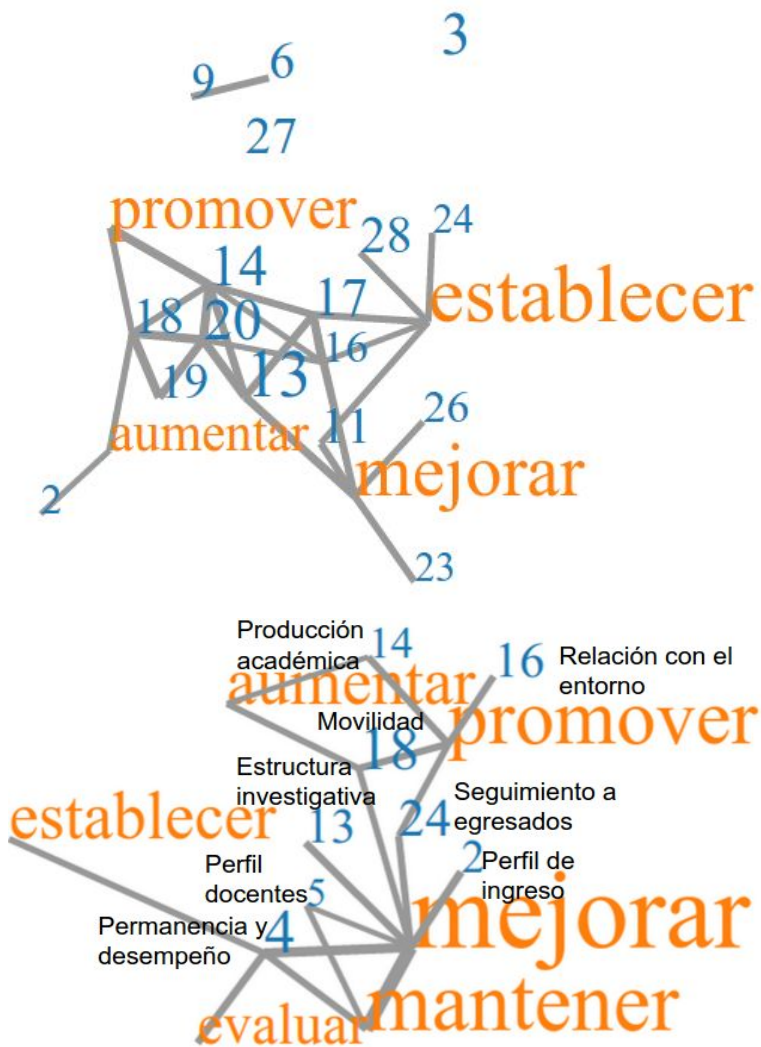 3
6
9
27
promover
28
24
14
establecer
17
18
20
16
19
13
26
aumentar
11
mejorar
2
23
Producción
académica
14
16
Relación con el
entorno
aumentar
Movilidad
promover
18
Estructura
investigativa
Seguimiento a
egresados
establecer
13
24
Perfil
docentes
5
2
Perfil de
ingreso
Permanencia y
desempeño
4
mejorar
evaluar
mantener